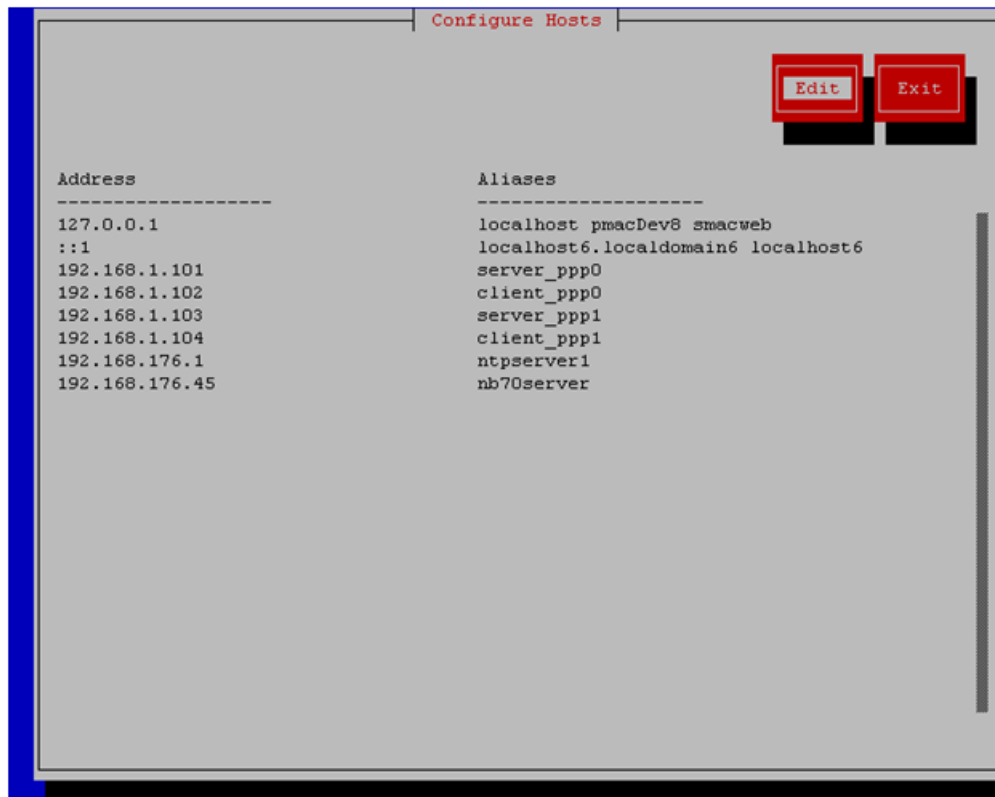 Configure Hosts
Edit Exit
Address Aliases
------------------- --------------------
127.0.0.1 localhost pmacDev8 smacweb
::1 localhost6.localdomain6 localhost6
192.168.1.101 server_ppp0
192.168.1.102 client_ppp0
192.168.1.103 server_ppp1
192.168.1.104 client_ppp1
192.168.176.1 ntpserver1
192.168.176.45 nb70server